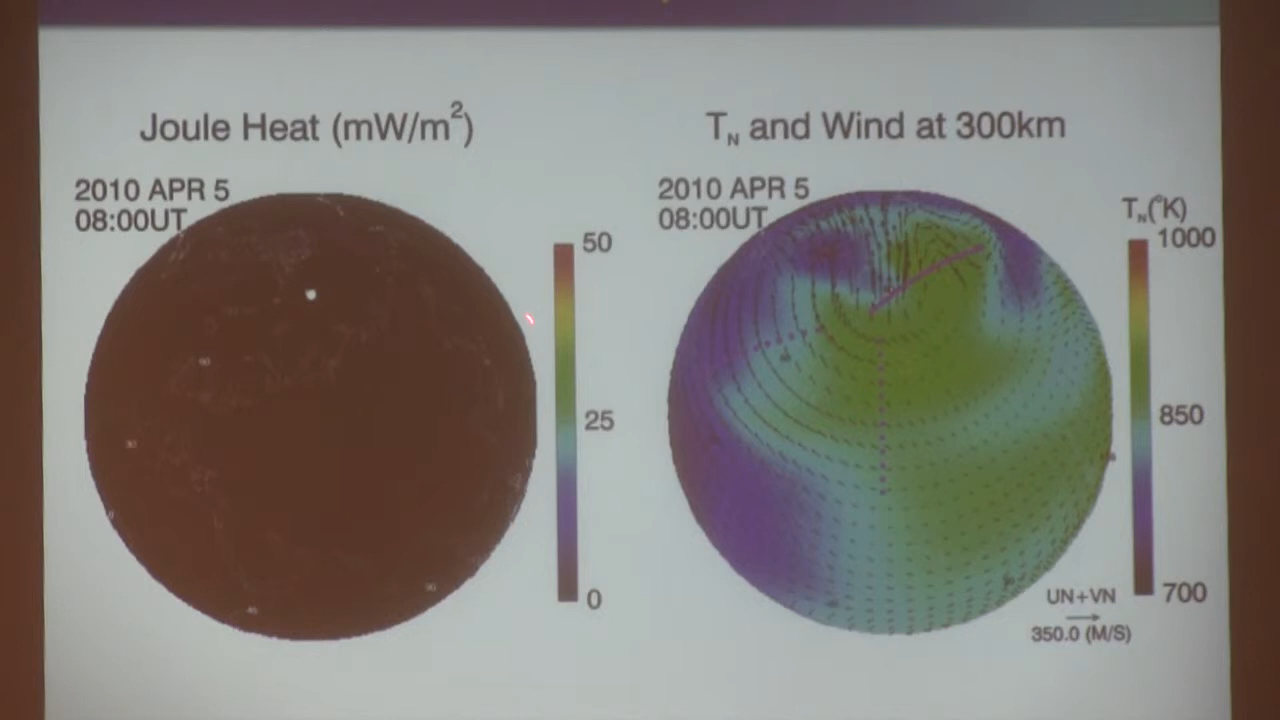 Joule Heat (mW/m²)
2010 APR 5
08:00UT
50
25
0
T_N and Wind at 300km
2010 APR 5
08:00UT
T_N(°K)
1000
850
700
UN+VN
350.0 (M/S)